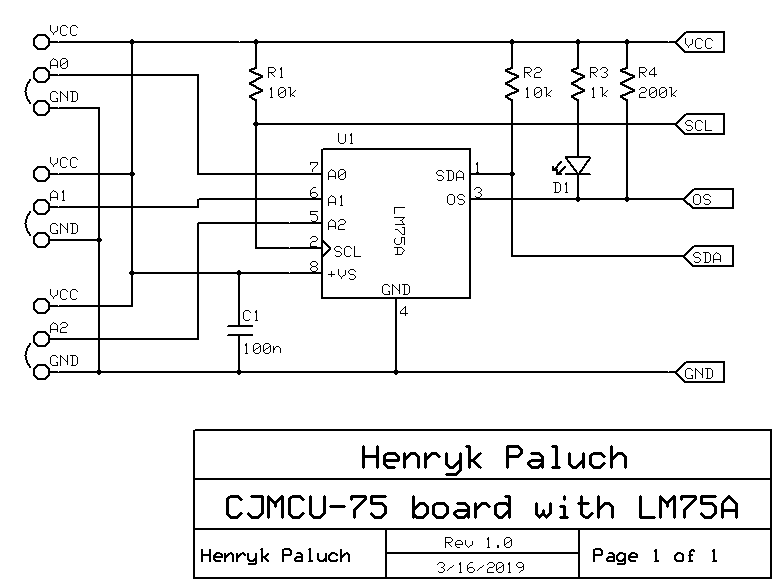 VCC
A0
GND
VCC
A1
GND
VCC
A2
GND
R1
10k
R2
10k
R3
1k
R4
200k
VCC
SCL
OS
SDA
GND
D1
U1
LM75A
7 A0
6 A1
5 A2
2 SCL
8 +VS
SDA 1
OS 3
GND
4
C1
100n
Henryk Paluch
CJMCU-75 board with LM75A
Henryk Paluch
Rev 1.0
3/16/2019
Page 1 of 1